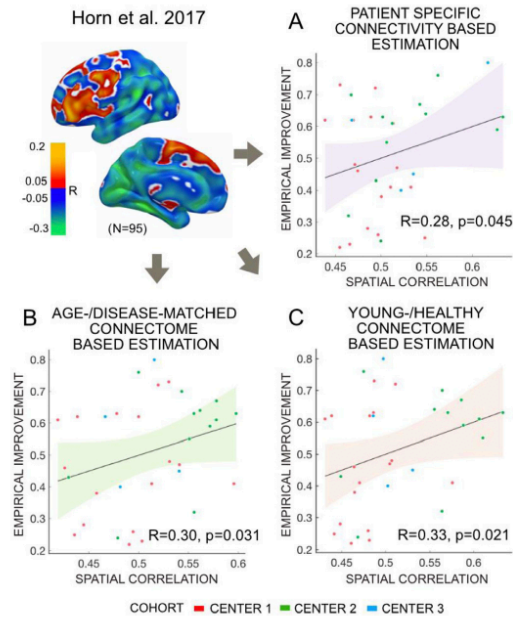 Horn et al. 2017
0.2
0.05
0.05
-0.3
R
(N=95)
A
PATIENT SPECIFIC
CONNECTIVITY BASED
ESTIMATION
EMPIRICAL IMPROVEMENT
0.8
0.7
0.6
0.5
0.4
0.3
0.2
R=0.28, p=0.045
0.45
0.5
0.55
0.6
SPATIAL CORRELATION
B
AGE-/DISEASE-MATCHED
CONNECTOME
BASED ESTIMATION
EMPIRICAL IMPROVEMENT
0.8
0.7
0.6
0.5
0.4
0.3
0.2
R=0.30, p=0.031
0.45
0.5
0.55
0.6
SPATIAL CORRELATION
C
YOUNG-/HEALTHY
CONNECTOME
BASED ESTIMATION
EMPIRICAL IMPROVEMENT
0.8
0.7
0.6
0.5
0.4
0.3
0.2
R=0.33, p=0.021
0.45
0.5
0.55
0.6
SPATIAL CORRELATION
COHORT CENTER 1 CENTER 2 CENTER 3